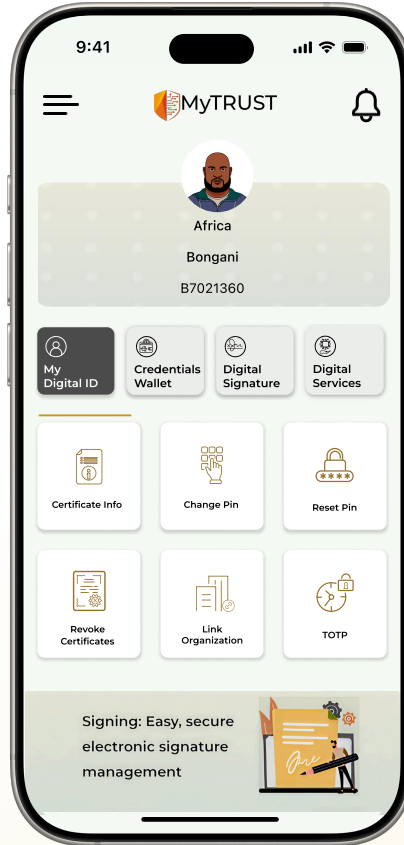 9:41
MyTRUST
Africa
Bongani
B7021360
My
Digital ID
Credentials
Wallet
Digital
Signature
Digital
Services
Certificate Info
Change Pin
Reset Pin
Revoke
Certificates
Link
Organization
TOTP
Signing: Easy, secure
electronic signature
management